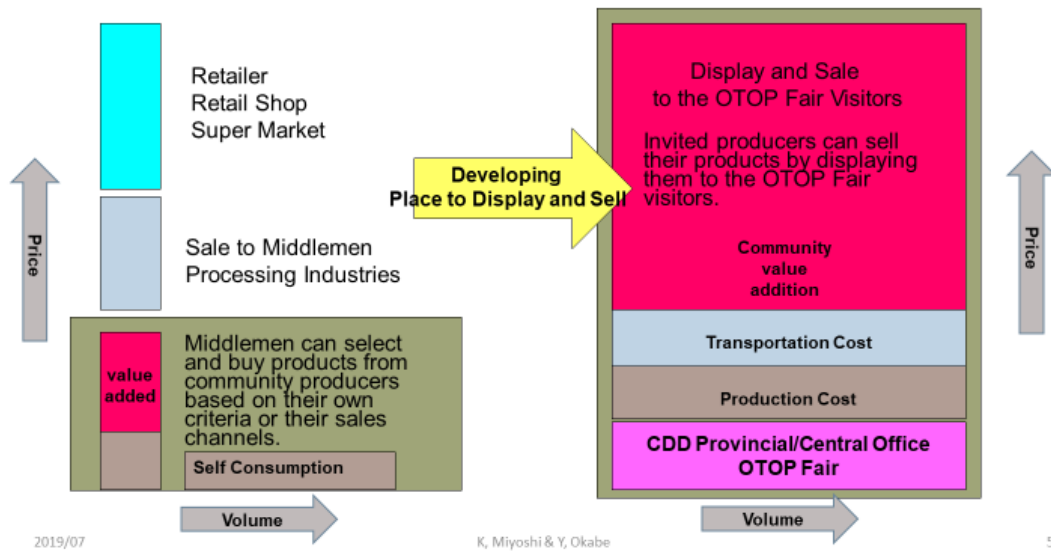 Retailer
Retail Shop
Super Market
Price
Sale to Middlemen
Processing Industries
value
added
Middlemen can select
and buy products from
community producers
based on their own
criteria or their sales
channels.
Self Consumption
Volume
Developing
Place to Display and Sell
Display and Sale
to the OTOP Fair Visitors
Invited producers can sell
their products by displaying
them to the OTOP Fair
visitors.
Community
value
addition
Transportation Cost
Production Cost
CDD Provincial/Central Office
OTOP Fair
Price
Volume
2019/07
K, Miyoshi & Y, Okabe